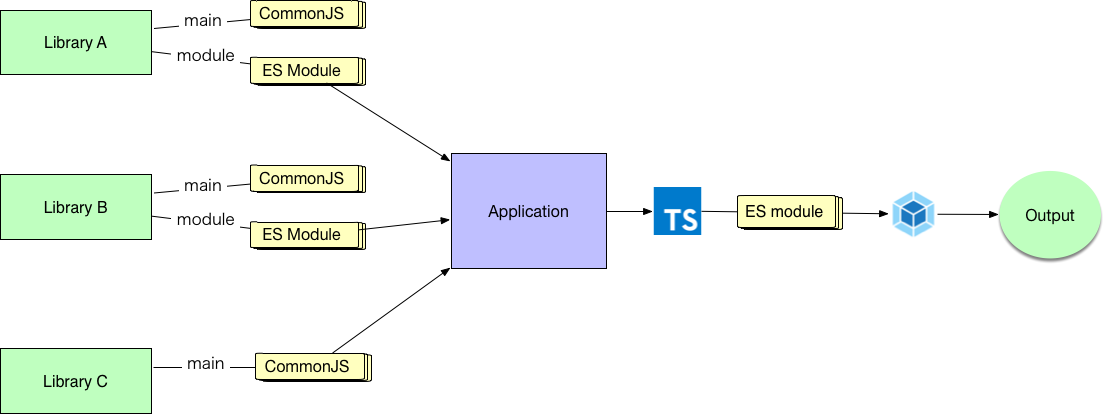 Library A
main
CommonJS
module
ES Module
Library B
main
CommonJS
module
ES Module
Library C
main
CommonJS
Application
TS
ES module
Output